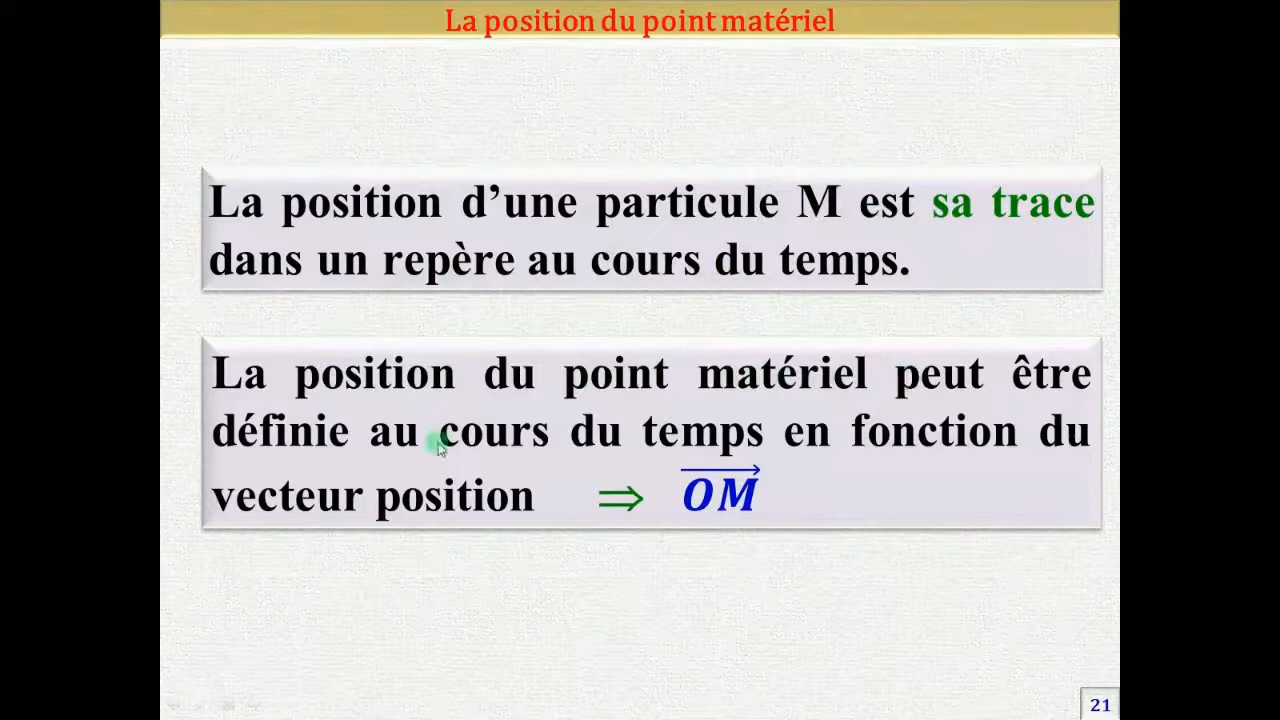 La position du point matériel
La position d’une particule M est sa trace
dans un repère au cours du temps.
La position du point matériel peut être
définie au cours du temps en fonction du
vecteur position ⇒ $\overrightarrow{OM}$
21